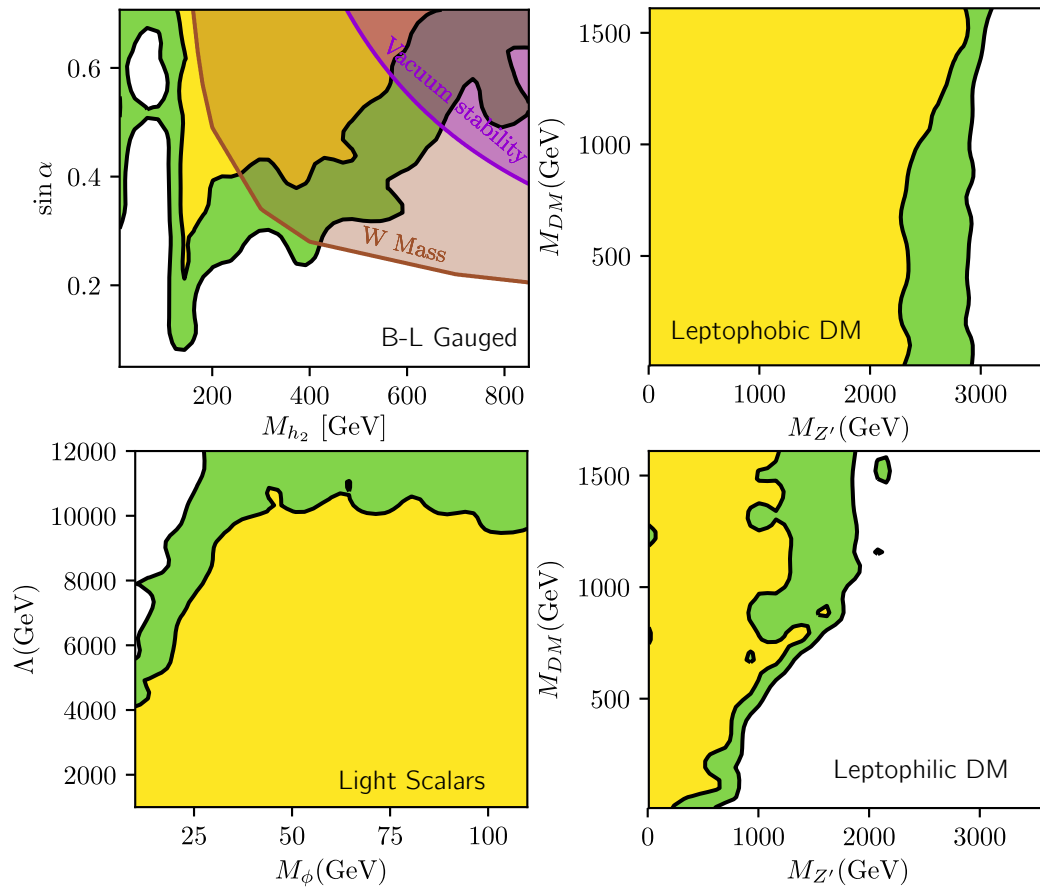 0.6
0.4
0.2
sin α
Vacuum stability
W Mass
B-L Gauged
200
400
600
800
M_{h_2} [GeV]
1500
1000
500
M_{DM}(GeV)
Leptophobic DM
0
1000
2000
3000
M_{Z'}(GeV)
12000
10000
8000
6000
4000
2000
Λ(GeV)
Light Scalars
25
50
75
100
M_ϕ(GeV)
1500
1000
500
M_{DM}(GeV)
Leptophilic DM
0
1000
2000
3000
M_{Z'}(GeV)